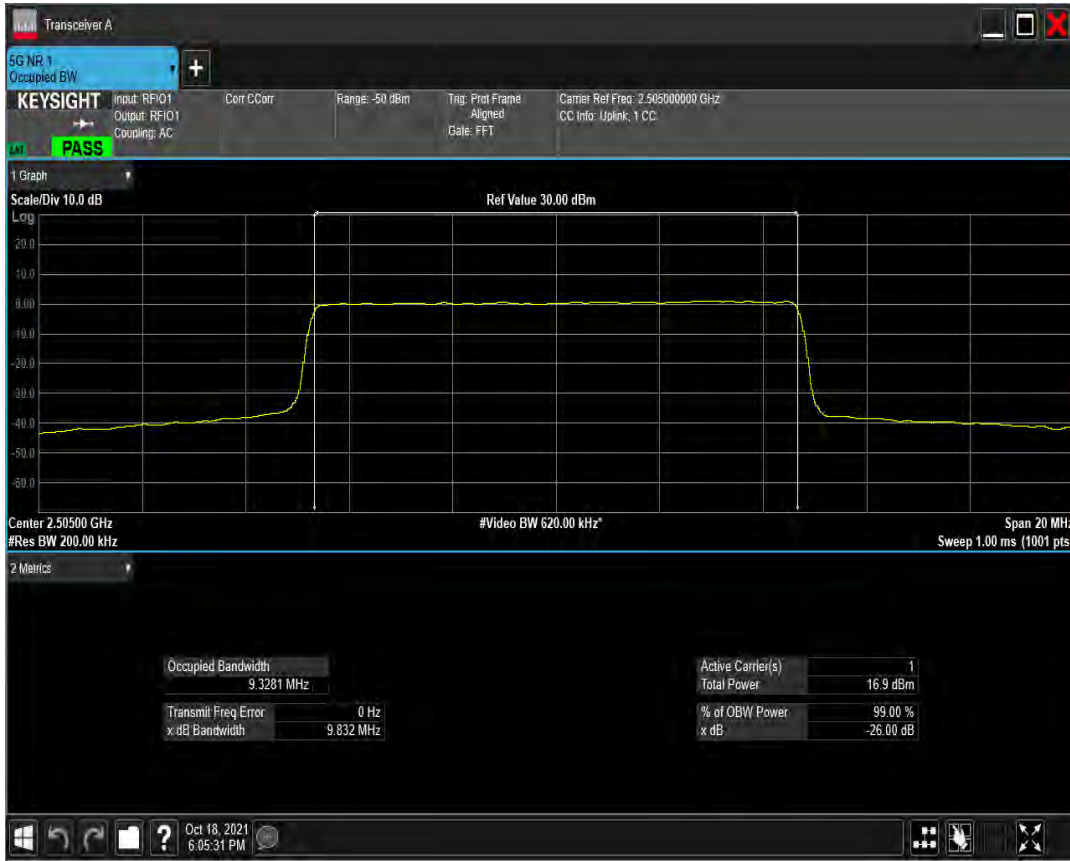 Transceiver A
5G NR 1
Occupied BW
+
KEYSIGHT
Input: RFIO1
Output: RFIO1
Coupling: AC
Corr CCorr
Range: -50 dBm
Trig: Prot Frame
Aligned
Gate: FFT
Carrier Ref Freq: 2.505000000 GHz
CC Info: Uplink, 1 CC
PASS
1 Graph
Scale/Div 10.0 dB
Ref Value 30.00 dBm
Log
20.0
10.0
0.00
-10.0
-20.0
-30.0
-40.0
-50.0
-60.0
Center 2.50500 GHz
#Video BW 620.00 kHz*
Span 20 MHz
#Res BW 200.00 kHz
Sweep 1.00 ms (1001 pts
2 Metrics
Occupied Bandwidth
9.3281 MHz
Transmit Freq Error 0 Hz
x dB Bandwidth 9.832 MHz
Active Carrier(s) 1
Total Power 16.9 dBm
% of OBW Power 99.00 %
x dB -26.00 dB
?
Oct 18, 2021
6:05:31 PM